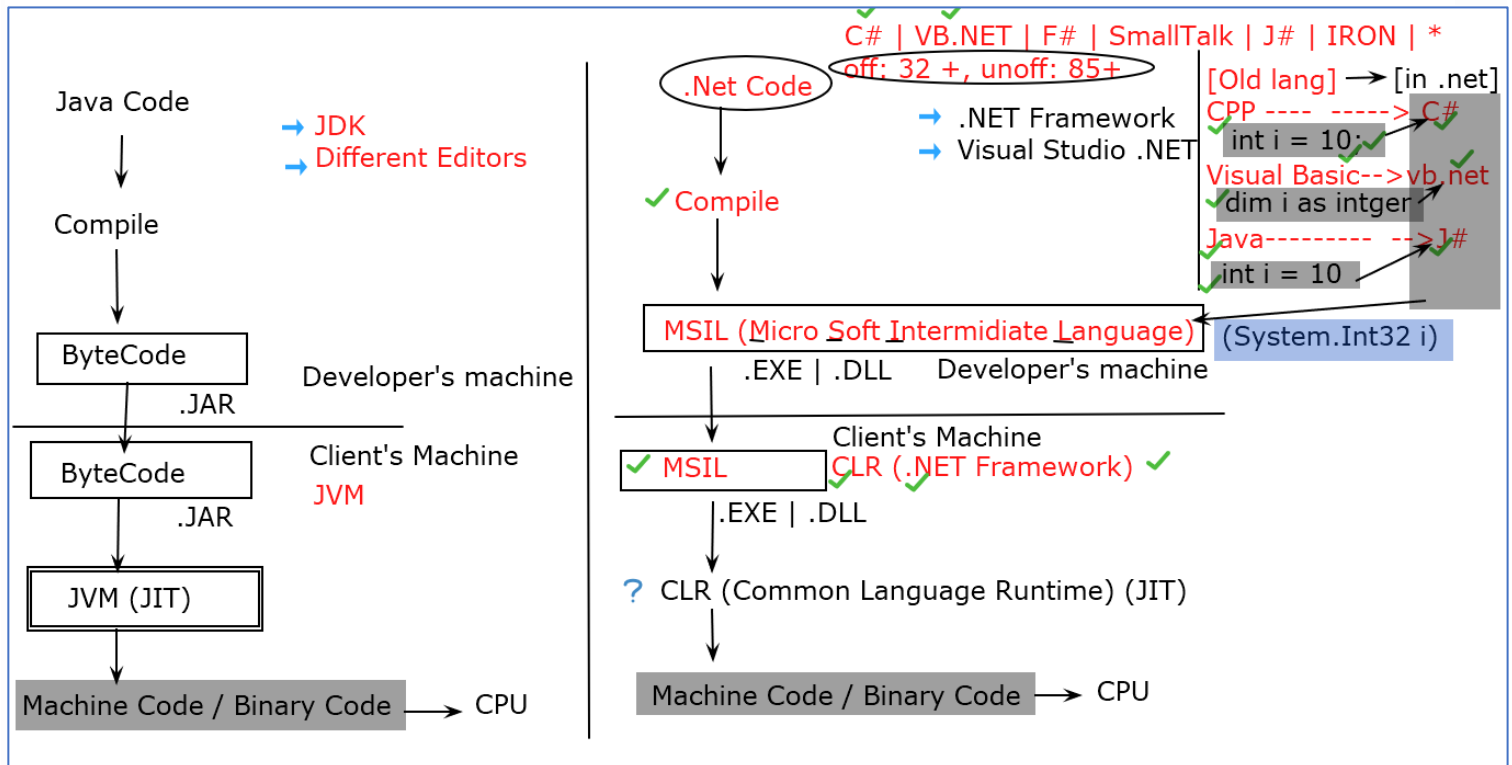 Java Code
JDK
Different Editors
Compile
ByteCode
.JAR
Developer's machine
ByteCode
.JAR
Client's Machine
JVM
JVM (JIT)
Machine Code / Binary Code
CPU
C# | VB.NET | F# | SmallTalk | J# | IRON | *
off: 32 +, unoff: 85+
.Net Code
.NET Framework
Visual Studio .NET
[Old lang] [in .net]
CPP ---- -----> C#
int i = 10;
Visual Basic-->vb.net
dim i as intger
Java--------- -->J#
int i = 10
Compile
MSIL (Micro Soft Intermidiate Language)
(System.Int32 i)
.EXE | .DLL
Developer's machine
Client's Machine
MSIL
CLR (.NET Framework)
.EXE | .DLL
? CLR (Common Language Runtime) (JIT)
Machine Code / Binary Code
CPU